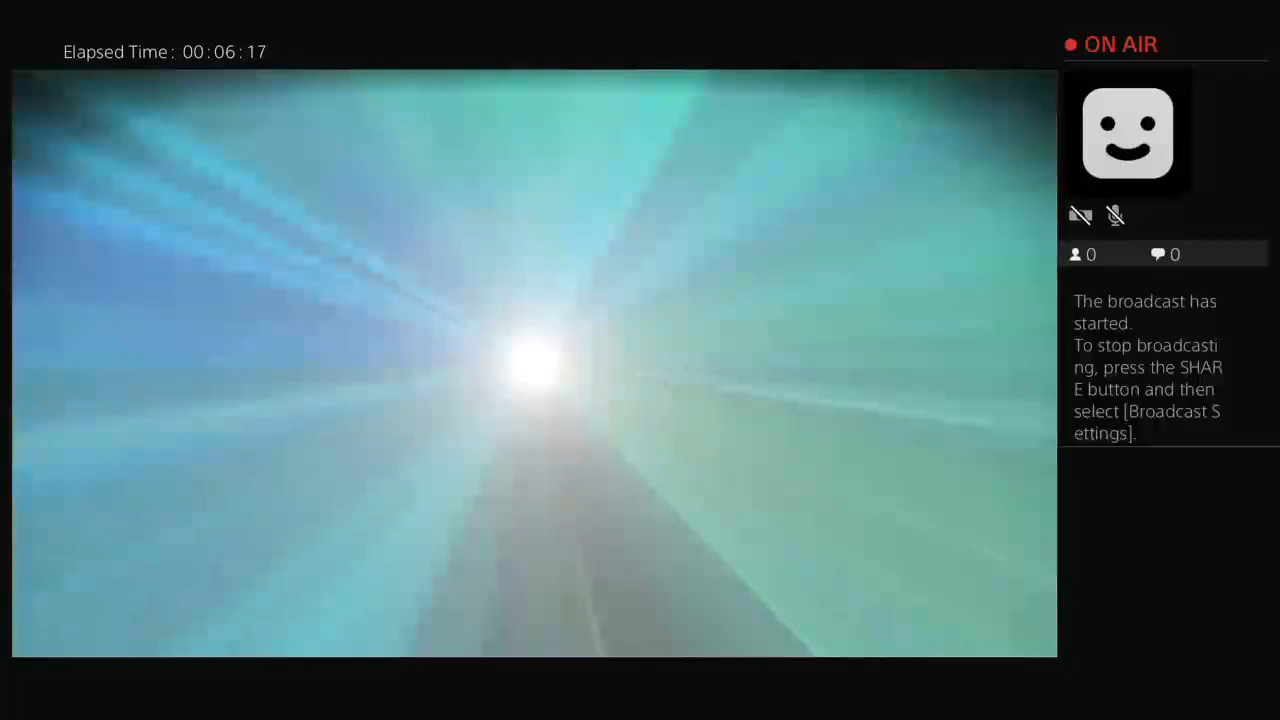 Elapsed Time: 00:06:17
ON AIR
0 0
The broadcast has
started.
To stop broadcasti
ng, press the SHAR
E button and then
select [Broadcast S
ettings].